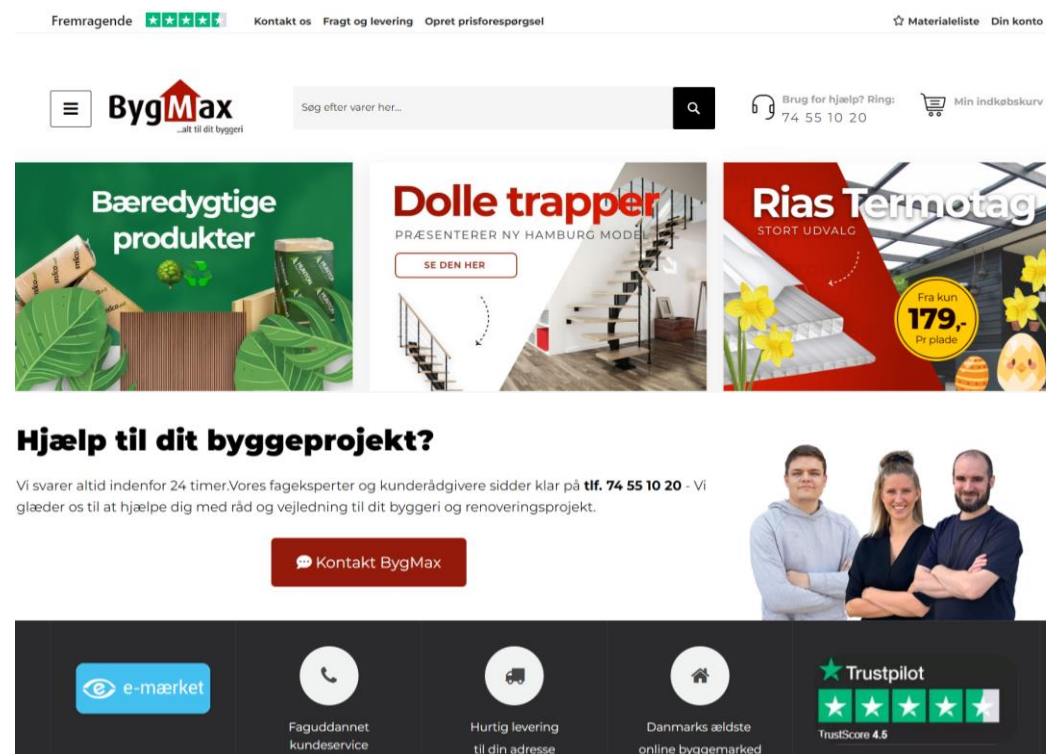 Fremragende
Kontakt os Fragt og levering Opret prisforespørgsel
Materialeliste Din konto
BygMax
...alt til dit byggeri
Søg efter varer her...
Brug for hjælp? Ring:
74 55 10 20
Min indkøbskurv
Bæredygtige
produkter
Dolle trapper
PRÆSENTERER NY HAMBURG MODEL
SE DEN HER
Rias Termotag
STORT UDVALG
Fra kun
179,-
Pr plade
Hjælp til dit byggeprojekt?
Vi svarer altid indenfor 24 timer.Vores fageksperter og kunderådgivere sidder klar på tlf. 74 55 10 20 - Vi
glæder os til at hjælpe dig med råd og vejledning til dit byggeri og renoveringsprojekt.
Kontakt BygMax
e-mærket
Faguddannet
kundeservice
Hurtig levering
til din adresse
Danmarks ældste
online byggemarked
Trustpilot
TrustScore 4.5